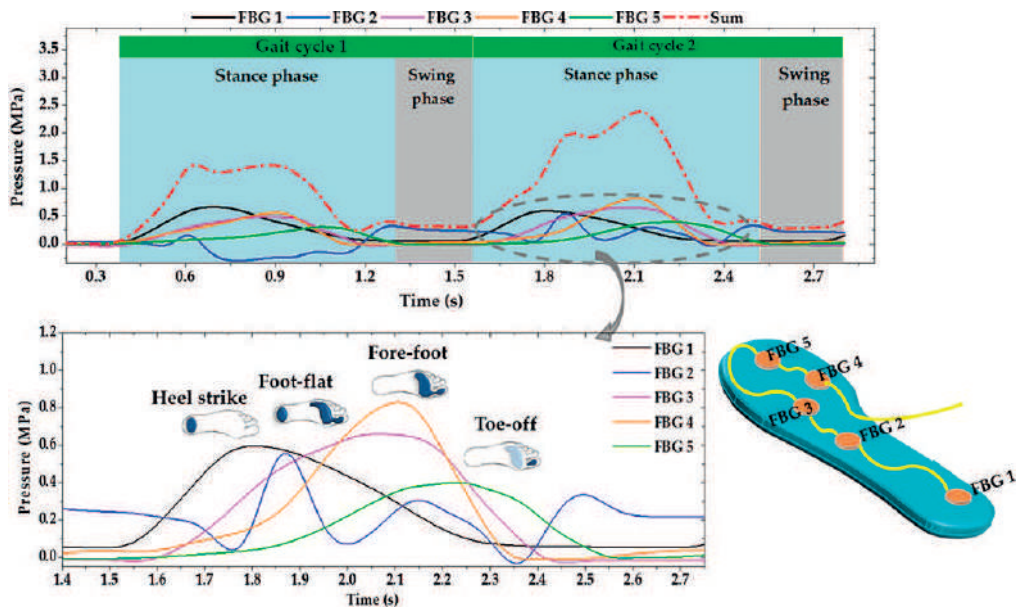 FBG 1 FBG 2 FBG 3 FBG 4 FBG 5 Sum
Gait cycle 1 Gait cycle 2
Stance phase Swing phase Stance phase Swing phase
Pressure (MPa)
3.5
3.0
2.5
2.0
1.5
1.0
0.5
0.0
0.3 0.6 0.9 1.2 1.5 1.8 2.1 2.4 2.7
Time (s)
Pressure (MPa)
1.2
1.0
0.8
0.6
0.4
0.2
0.0
Heel strike
Foot-flat
Fore-foot
Toe-off
FBG 1
FBG 2
FBG 3
FBG 4
FBG 5
1.4 1.5 1.6 1.7 1.8 1.9 2.0 2.1 2.2 2.3 2.4 2.5 2.6 2.7
Time (s)
FBG 5
FBG 4
FBG 3
FBG 2
FBG 1